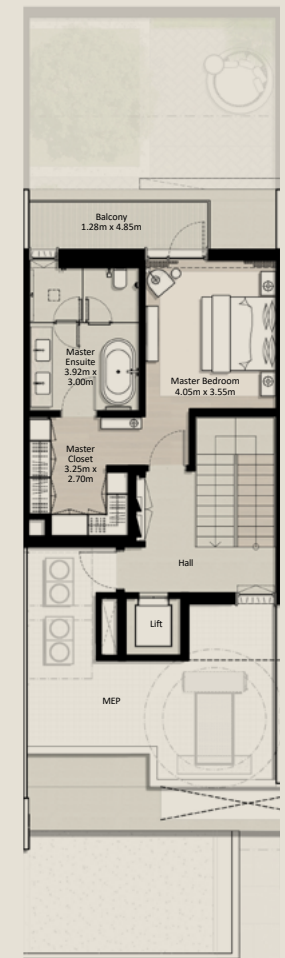 Balcony
1.28m x 4.85m
Master
Ensuite
3.92m x
3.00m
Master Bedroom
4.05m x 3.55m
Master
Closet
3.25m x
2.70m
Hall
Lift
MEP